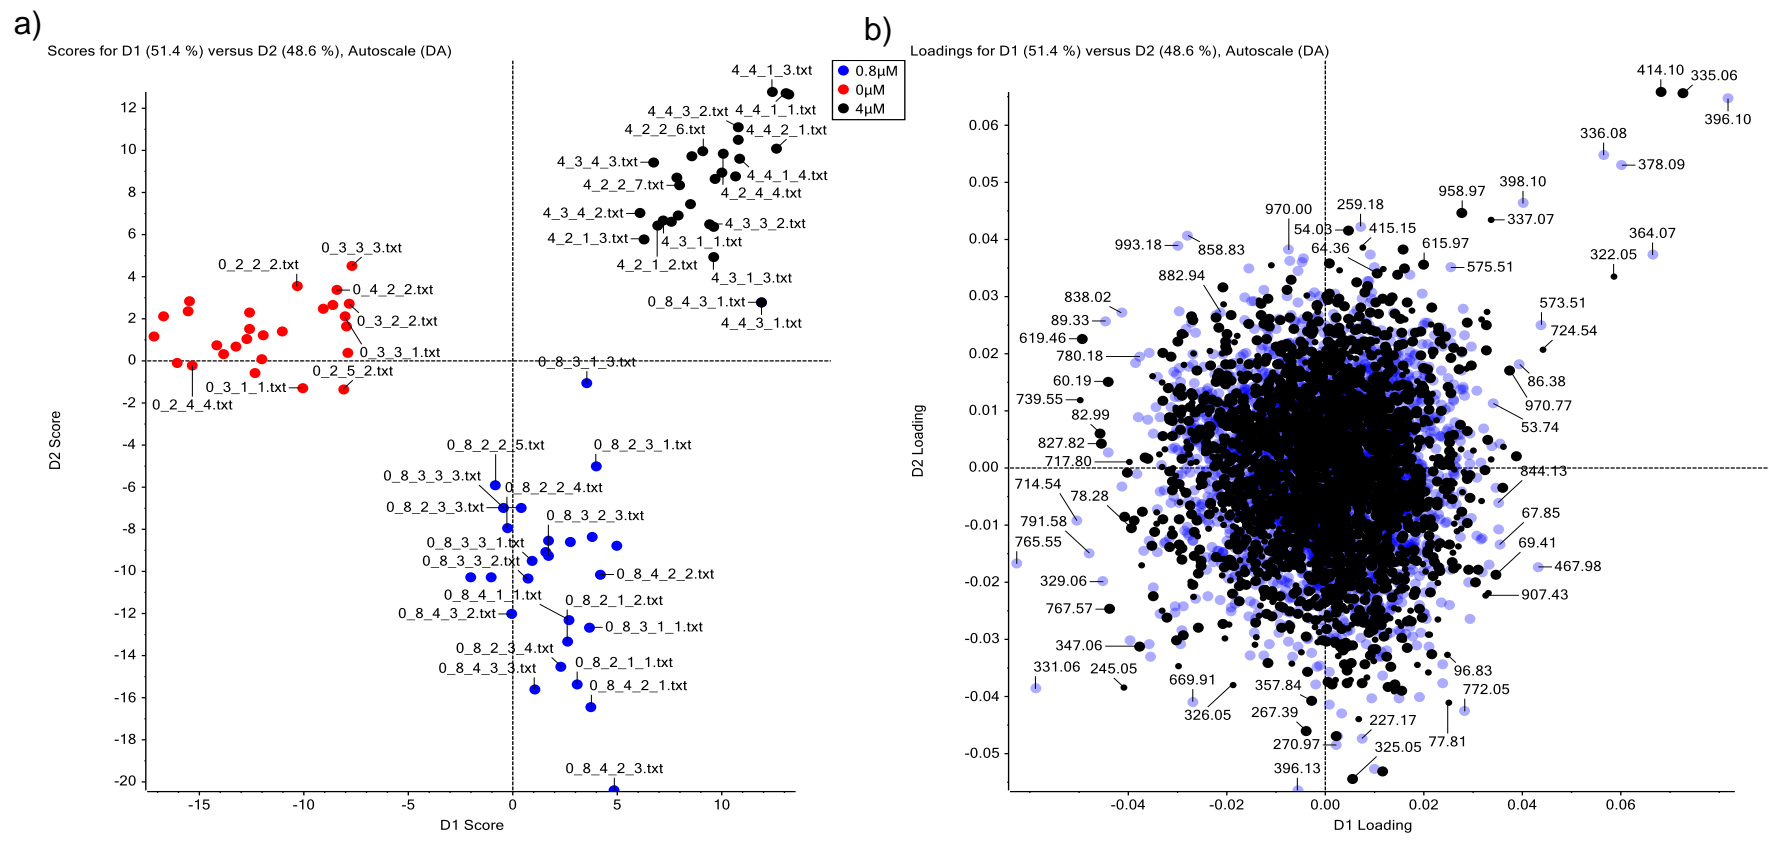 a)
Scores for D1 (51.4 %) versus D2 (48.6 %), Autoscale (DA)
0.8µM
0µM
4µM
4_4_1_3.txt
4_4_3_2.txt
4_4_1_1.txt
4_2_2_6.txt
4_4_2_1.txt
4_3_4_3.txt
4_4_1_4.txt
4_2_2_7.txt
4_2_4_4.txt
4_3_4_2.txt
4_3_3_2.txt
4_2_1_3.txt
4_3_1_1.txt
4_2_1_2.txt
4_3_1_3.txt
0_8_4_3_1.txt
4_4_3_1.txt
0_3_3_3.txt
0_2_2_2.txt
0_4_2_2.txt
0_3_2_2.txt
0_3_3_1.txt
0_2_5_2.txt
0_3_1_1.txt
0_2_4_4.txt
0_8_3_1_3.txt
0_8_2_2_5.txt
0_8_2_3_1.txt
0_8_3_3_3.txt
0_8_2_2_4.txt
0_8_2_3_3.txt
0_8_3_2_3.txt
0_8_3_3_1.txt
0_8_3_3_2.txt
0_8_4_2_2.txt
0_8_4_1_1.txt
0_8_2_1_2.txt
0_8_4_3_2.txt
0_8_3_1_1.txt
0_8_2_3_4.txt
0_8_2_1_1.txt
0_8_4_3_3.txt
0_8_4_2_1.txt
0_8_4_2_3.txt
12
10
8
6
4
2
0
-2
-4
-6
-8
-10
-12
-14
-16
-18
-20
D2 Score
-15
-10
-5
0
5
10
D1 Score
b)
Loadings for D1 (51.4 %) versus D2 (48.6 %), Autoscale (DA)
414.10
335.06
396.10
336.08
378.09
398.10
958.97
337.07
364.07
322.05
970.00
259.18
54.03
415.15
993.18
858.83
64.36
615.97
575.51
882.94
838.02
89.33
573.51
619.46
724.54
780.18
60.19
86.38
739.55
970.77
82.99
53.74
827.82
717.80
844.13
714.54
78.28
67.85
791.58
69.41
765.55
467.98
329.06
907.43
767.57
347.06
96.83
331.06
245.05
669.91
357.84
772.05
326.05
267.39
227.17
77.81
270.97
325.05
396.13
0.06
0.05
0.04
0.03
0.02
0.01
0.00
-0.01
-0.02
-0.03
-0.04
-0.05
D2 Loading
-0.04
-0.02
0.00
0.02
0.04
0.06
D1 Loading